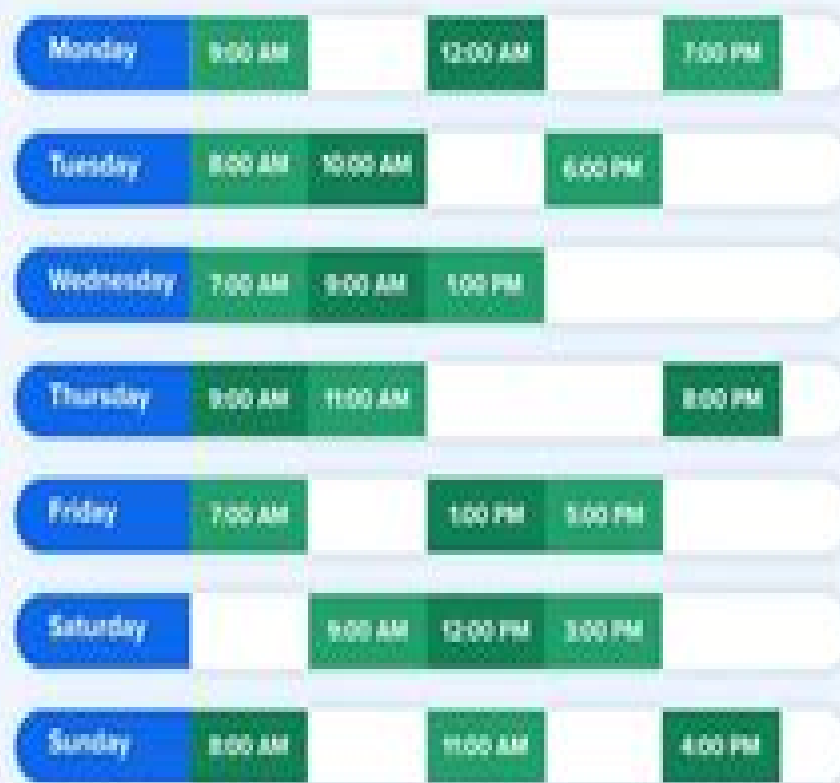 Monday 9:00 AM 12:00 AM 7:00 PM
Tuesday 8:00 AM 10:00 AM 6:00 PM
Wednesday 7:00 AM 9:00 AM 1:00 PM
Thursday 9:00 AM 11:00 AM 8:00 PM
Friday 7:00 AM 1:00 PM 5:00 PM
Saturday 9:00 AM 12:00 PM 3:00 PM
Sunday 8:00 AM 11:00 AM 4:00 PM